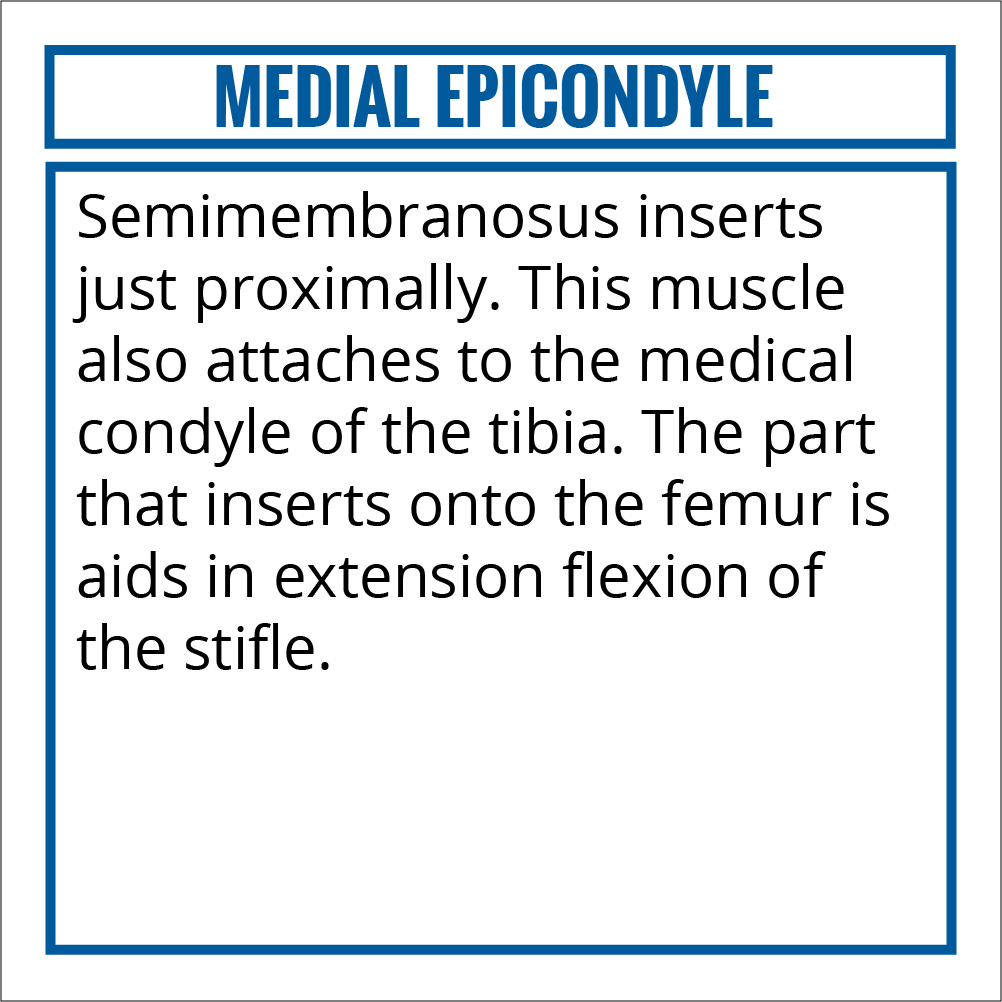 MEDIAL EPICONDYLE
Semimembranosus inserts
just proximally. This muscle
also attaches to the medical
condyle of the tibia. The part
that inserts onto the femur is
aids in extension flexion of
the stifle.